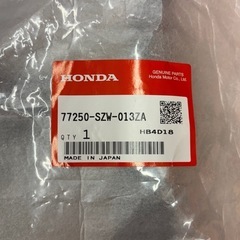 HONDA
GENUINE PARTS
Honda Motor Co., Ltd.
77250-SZW-013ZA
QTY 1
HB4D18
MADE IN JAPAN